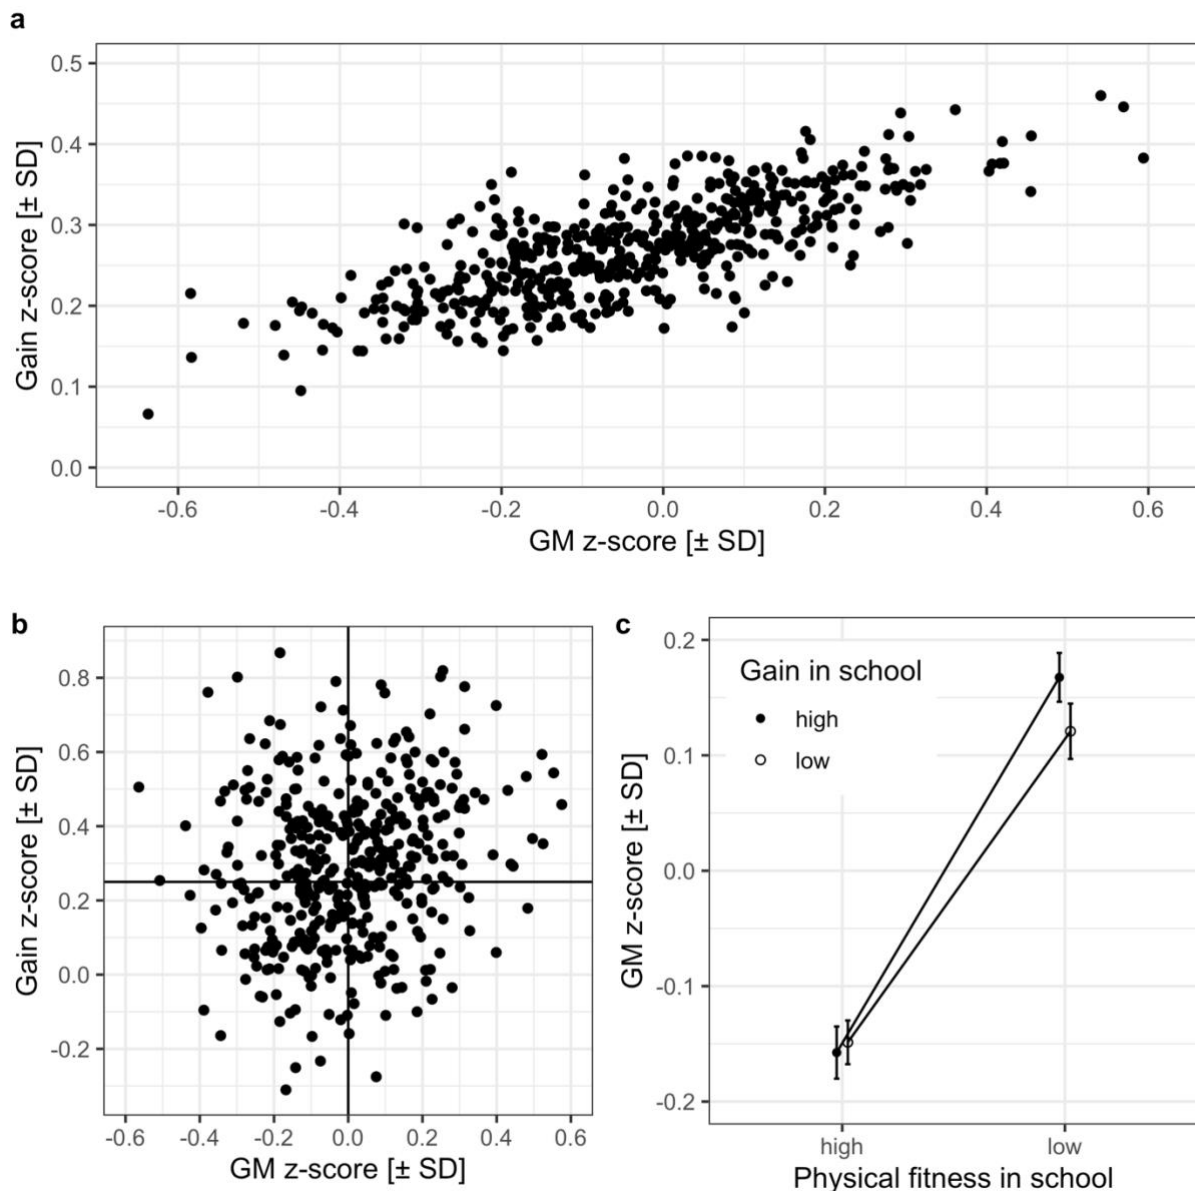 a
0.5
0.4
0.3
0.2
0.1
0.0
Gain z-score [± SD]
-0.6 -0.4 -0.2 0.0 0.2 0.4 0.6
GM z-score [± SD]
b
0.8
0.6
0.4
0.2
0.0
-0.2
Gain z-score [± SD]
-0.6 -0.4 -0.2 0.0 0.2 0.4 0.6
GM z-score [± SD]
c
0.2
0.1
0.0
-0.1
-0.2
GM z-score [± SD]
Gain in school
high
low
high low
Physical fitness in school